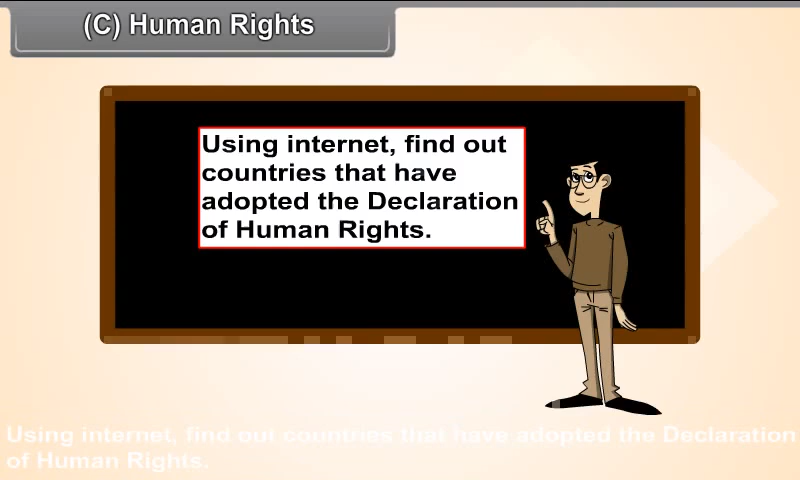 (C) Human Rights
Using internet, find out
countries that have
adopted the Declaration
of Human Rights.
Using internet, find out countries that have adopted the Declaration
of Human Rights.